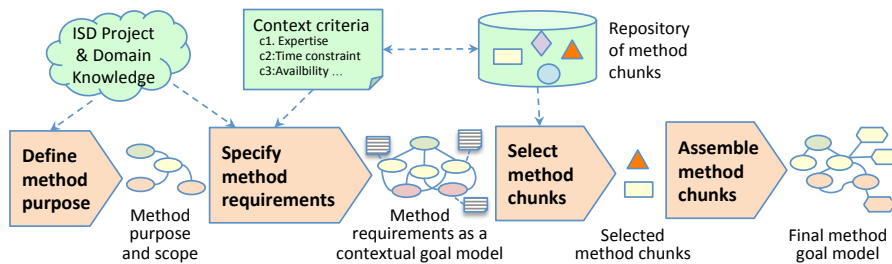 ISD Project
& Domain
Knowledge
Context criteria
c1. Expertise
c2:Time constraint
c3:Availbility ...
Repository
of method
chunks
Define
method
purpose
Specify
method
requirements
Select
method
chunks
Assemble
method
chunks
Method
purpose
and scope
Method
requirements as a
contextual goal model
Selected
method chunks
Final method
goal model